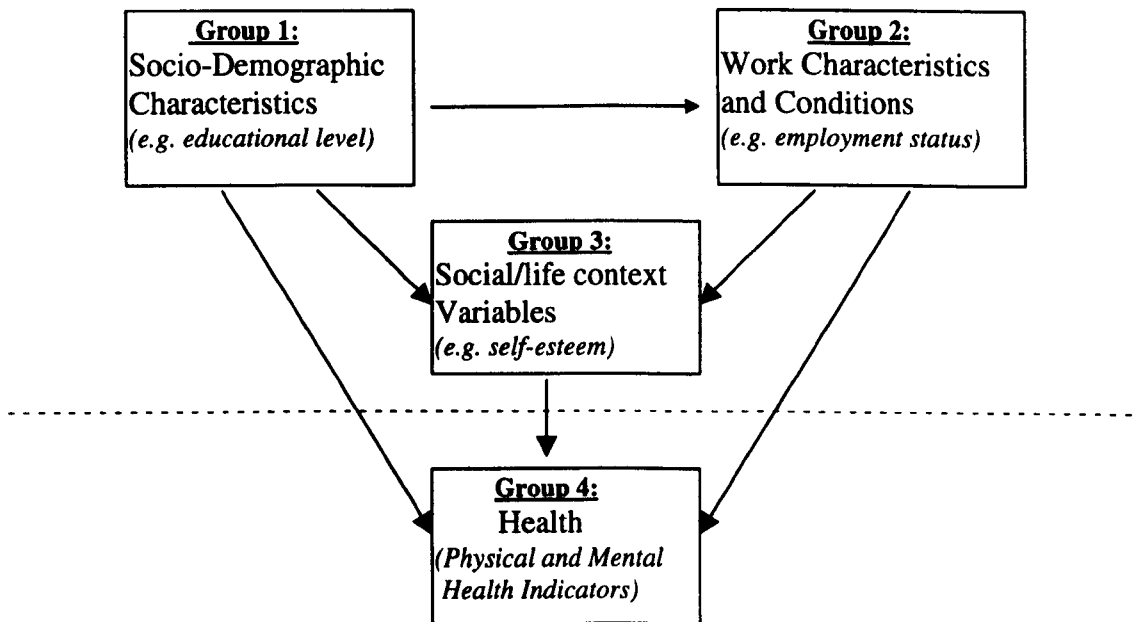 Group 1:
Socio-Demographic
Characteristics
(e.g. educational level)
Group 2:
Work Characteristics
and Conditions
(e.g. employment status)
Group 3:
Social/life context
Variables
(e.g. self-esteem)
Group 4:
Health
(Physical and Mental
Health Indicators)